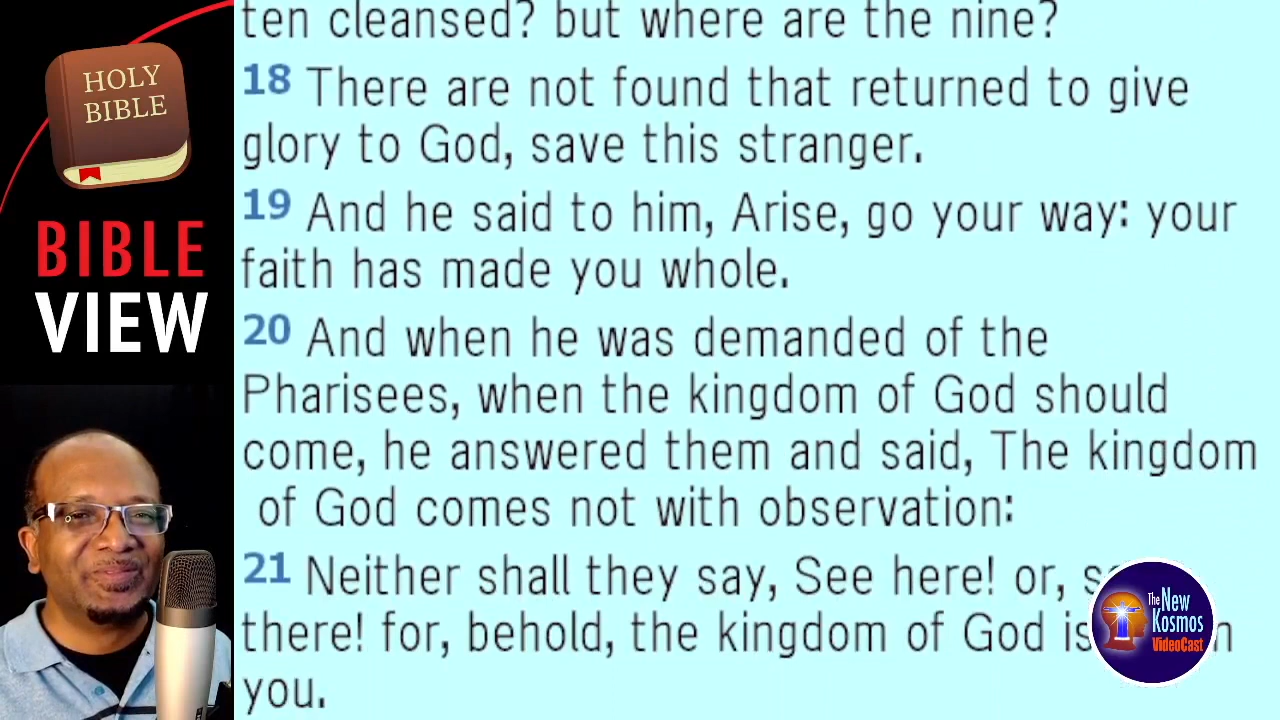 HOLY
BIBLE
BIBLE
VIEW
ten cleansed? but where are the nine?
18 There are not found that returned to give
glory to God, save this stranger.
19 And he said to him, Arise, go your way: your
faith has made you whole.
20 And when he was demanded of the
Pharisees, when the kingdom of God should
come, he answered them and said, The kingdom
of God comes not with observation:
21 Neither shall they say, See here! or,
there! for, behold, the kingdom of God is
you.
The New
Kosmos
VideoCast